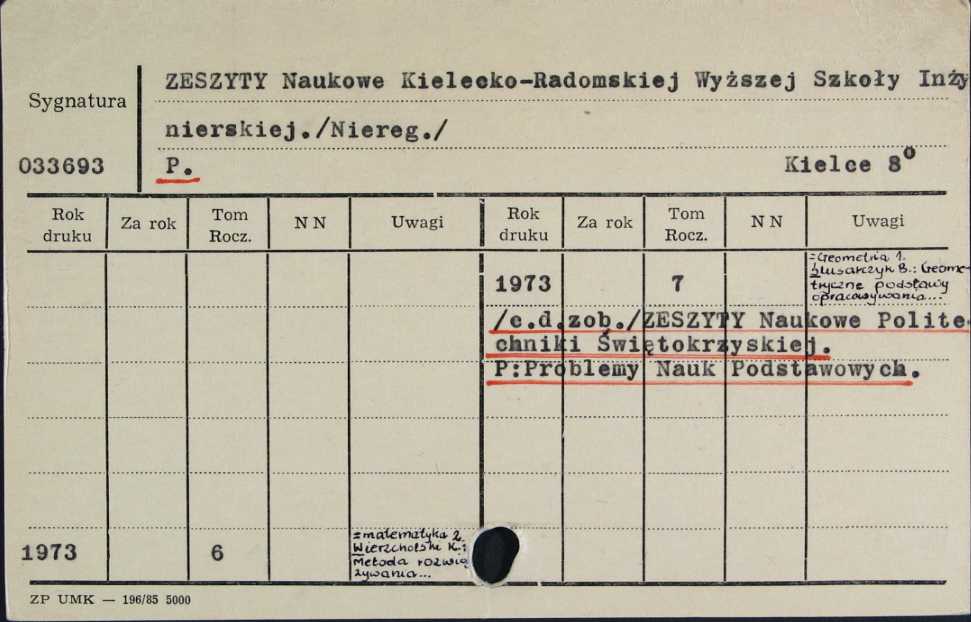 ZESZYTY Naukowe Kielecko-Radomskiej Wyższej Szkoły Inży
Sygnatura
nierskiej./Niereg./
033693 P. Kielce 8°
Rok druku Za rok Tom Rocz. N N Uwagi Rok druku Za rok Tom Rocz. N N Uwagi
=Geometria 1.
Ślusarczyk B.: Geome-
1973 7 tryczne podstawy
opracowywania...
/c.d.zob./ZESZYTY Naukowe Polite-
chniki Świętokrzyskiej.
P:Problemy Nauk Podstawowych.
=matematyka 2.
Wierzcholski K.:
1973 6 Metoda rozwią
zywania...
ZP UMK — 196/85 5000